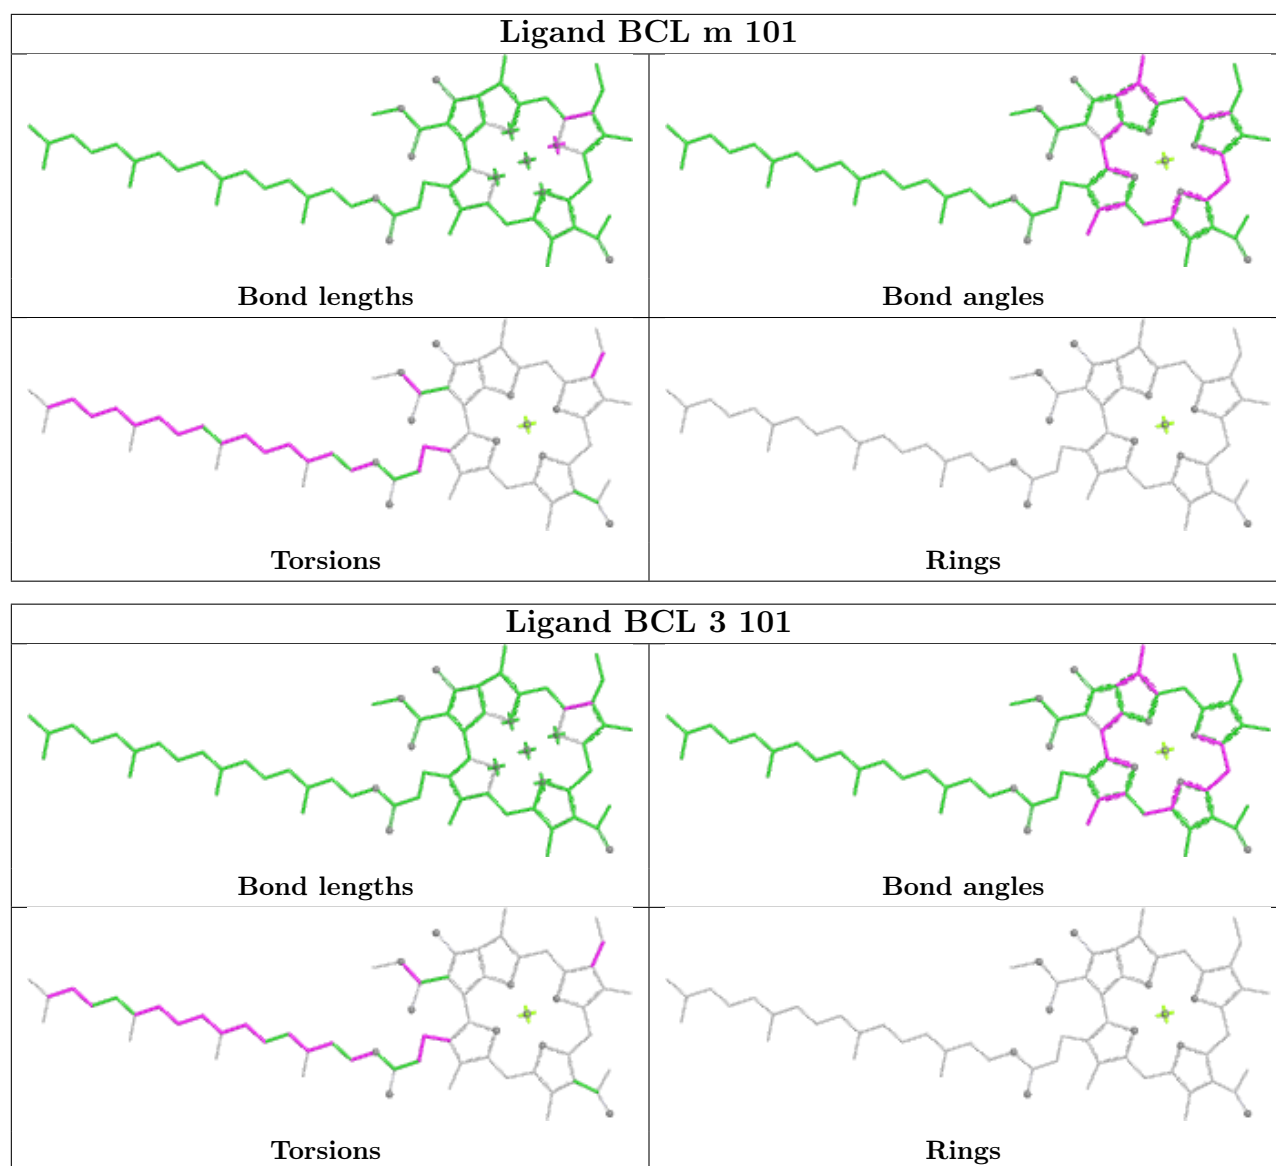 Ligand BCL m 101
Bond lengths
Bond angles
Torsions
Rings
Ligand BCL 3 101
Bond lengths
Bond angles
Torsions
Rings